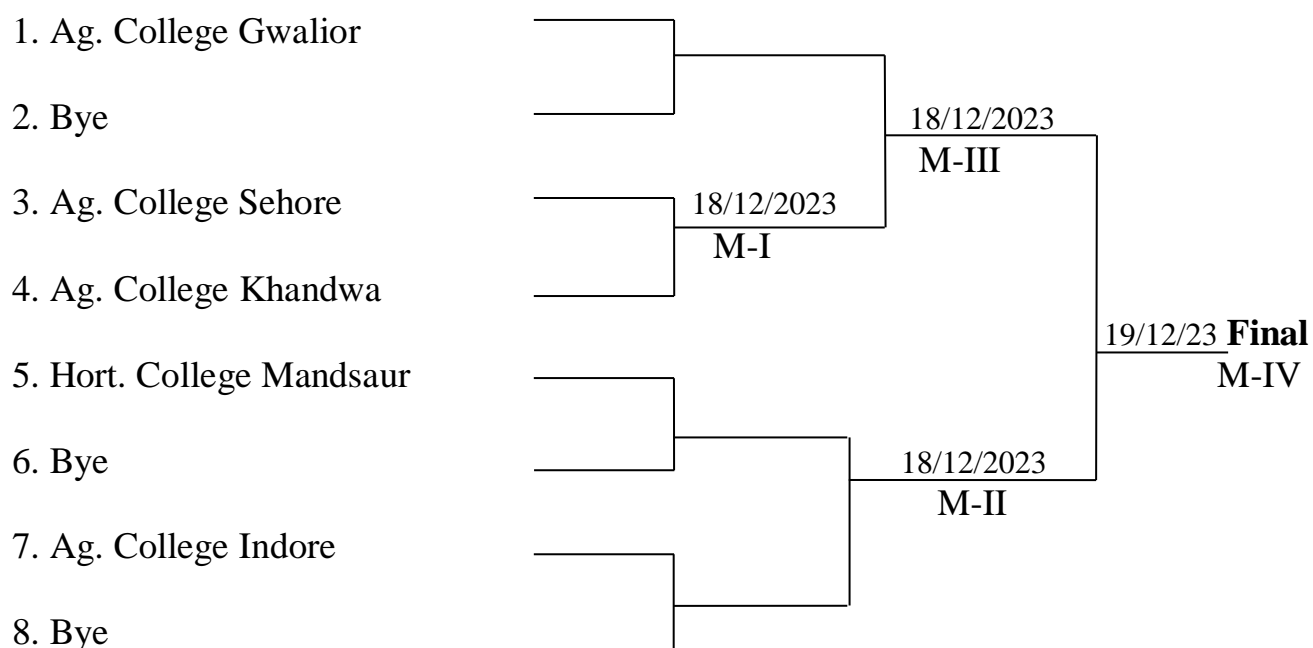 1. Ag. College Gwalior
2. Bye
18/12/2023
M-III
3. Ag. College Sehore
18/12/2023
M-I
4. Ag. College Khandwa
19/12/23 Final
M-IV
5. Hort. College Mandsaur
6. Bye
18/12/2023
M-II
7. Ag. College Indore
8. Bye